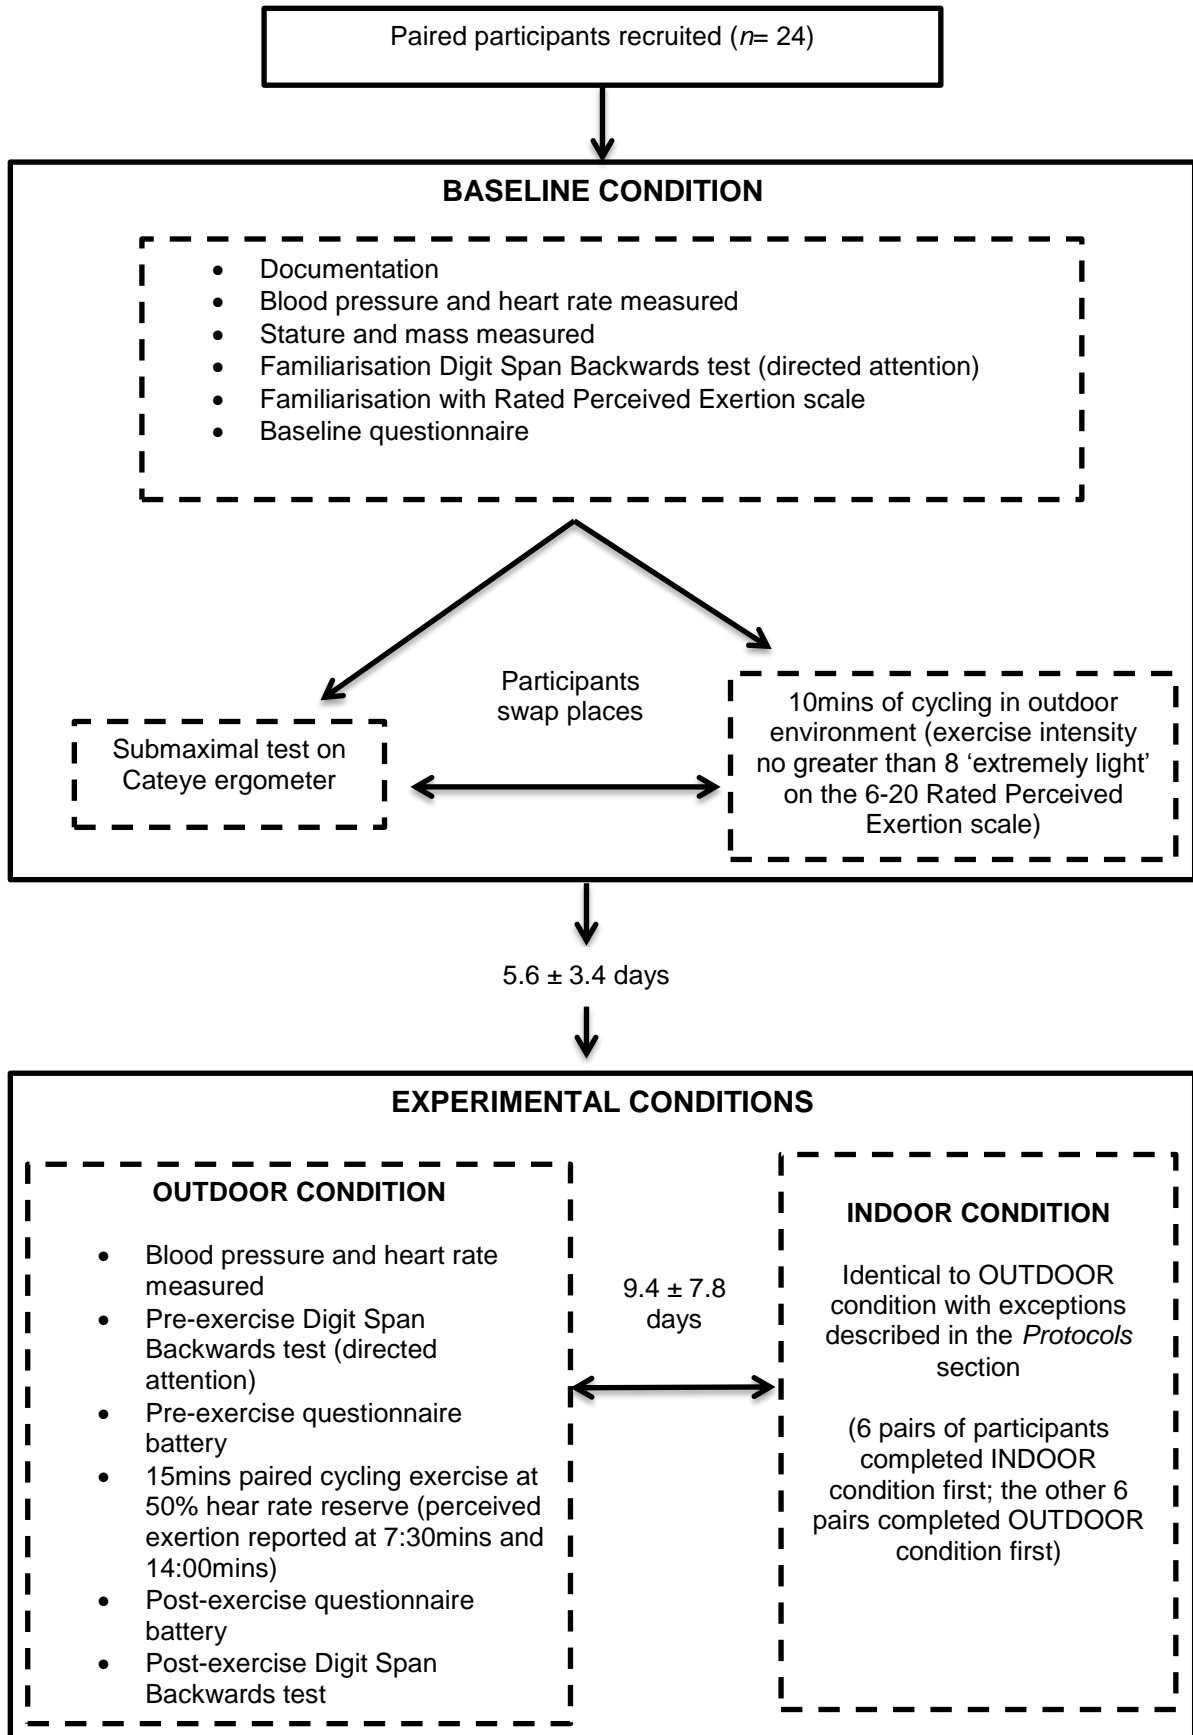 Paired participants recruited (n= 24)
BASELINE CONDITION
• Documentation
• Blood pressure and heart rate measured
• Stature and mass measured
• Familiarisation Digit Span Backwards test (directed attention)
• Familiarisation with Rated Perceived Exertion scale
• Baseline questionnaire
Participants
swap places
Submaximal test on
Cateye ergometer
10mins of cycling in outdoor
environment (exercise intensity
no greater than 8 ‘extremely light’
on the 6-20 Rated Perceived
Exertion scale)
5.6 ± 3.4 days
EXPERIMENTAL CONDITIONS
OUTDOOR CONDITION
• Blood pressure and heart rate
measured
• Pre-exercise Digit Span
Backwards test (directed
attention)
• Pre-exercise questionnaire
battery
• 15mins paired cycling exercise at
50% hear rate reserve (perceived
exertion reported at 7:30mins and
14:00mins)
• Post-exercise questionnaire
battery
• Post-exercise Digit Span
Backwards test
9.4 ± 7.8
days
INDOOR CONDITION
Identical to OUTDOOR
condition with exceptions
described in the Protocols
section
(6 pairs of participants
completed INDOOR
condition first; the other 6
pairs completed OUTDOOR
condition first)